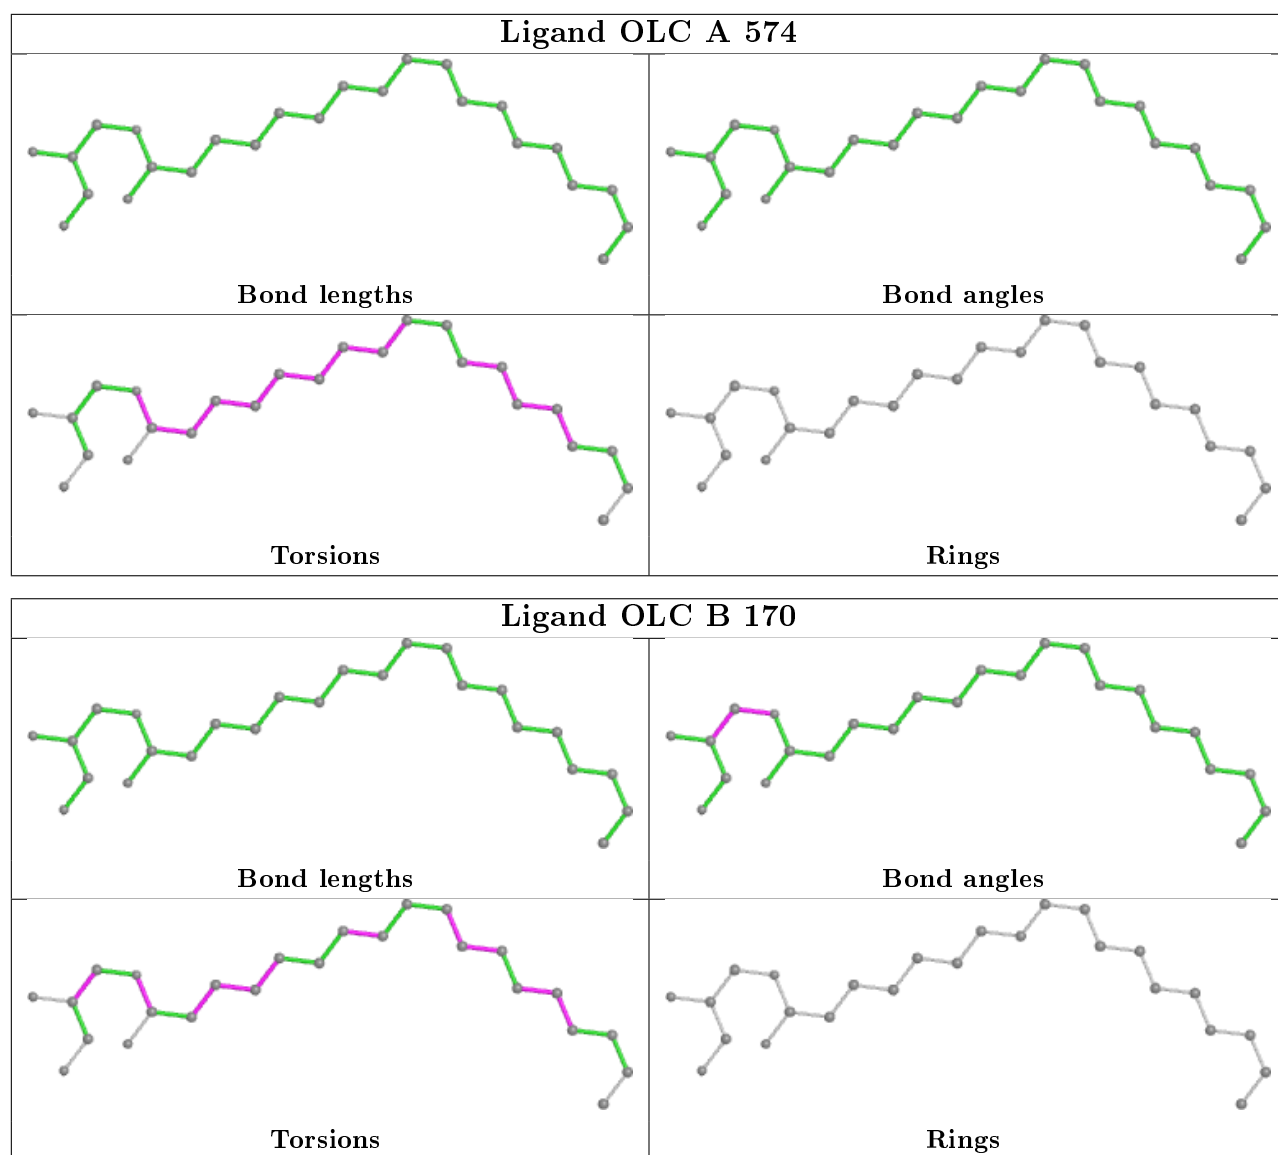 Ligand OLC A 574
Bond lengths
Bond angles
Torsions
Rings
Ligand OLC B 170
Bond lengths
Bond angles
Torsions
Rings